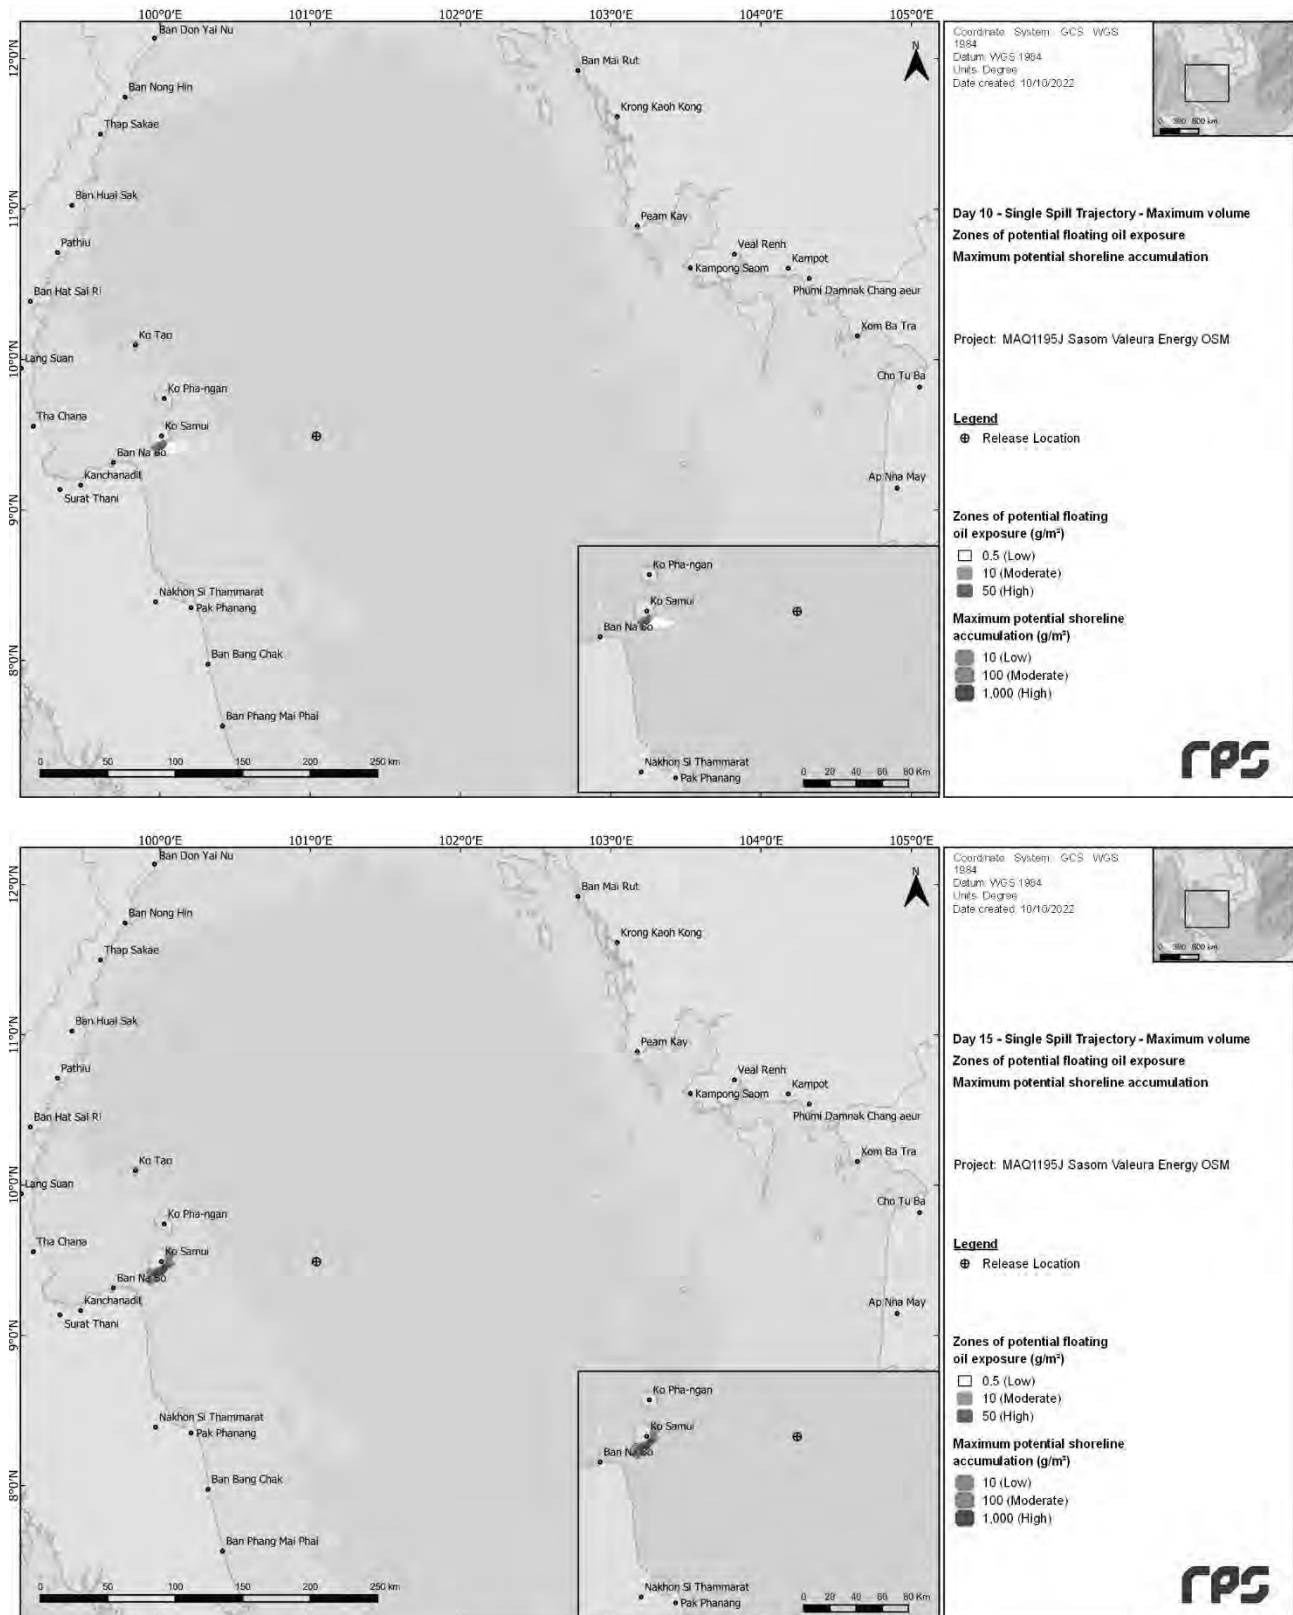 100°0'E 101°0'E 102°0'E 103°0'E 104°0'E 105°0'E
12°0'N
11°0'N
10°0'N
9°0'N
8°0'N
Ban Don Yai Nu
Ban Nong Hin
Thap Sakae
Ban Huai Sak
Pathiu
Ban Hat Sai Ri
Ko Tao
Lang Suan
Ko Pha-ngan
Tha Chana
Ko Samui
Ban Na So
Kanchanadit
Surat Thani
Nakhon Si Thammarat
Pak Phanang
Ban Bang Chak
Ban Phang Mai Phai
Ban Mai Rut
Krong Kaoh Kong
Peam Kay
Veal Renh
Kampong Saom
Kampot
Phumi Damnak Chang aeur
Xom Ba Tra
Cho Tu Ba
Ap Nha May
N
0 50 100 150 200 250 km
Ko Pha-ngan
Ko Samui
Ban Na So
Nakhon Si Thammarat
Pak Phanang
0 20 40 60 80 Km
Coordinate System: GCS WGS
1984
Datum: WGS 1984
Units: Degree
Date created: 10/10/2022
Day 10 - Single Spill Trajectory - Maximum volume
Zones of potential floating oil exposure
Maximum potential shoreline accumulation
Project: MAQ1195J Sasom Valeura Energy OSM
Legend
Release Location
Zones of potential floating
oil exposure (g/m²)
0.5 (Low)
10 (Moderate)
50 (High)
Maximum potential shoreline
accumulation (g/m²)
10 (Low)
100 (Moderate)
1,000 (High)
rps
100°0'E 101°0'E 102°0'E 103°0'E 104°0'E 105°0'E
12°0'N
11°0'N
10°0'N
9°0'N
8°0'N
Ban Don Yai Nu
Ban Nong Hin
Thap Sakae
Ban Huai Sak
Pathiu
Ban Hat Sai Ri
Ko Tao
Lang Suan
Ko Pha-ngan
Tha Chana
Ko Samui
Ban Na So
Kanchanadit
Surat Thani
Nakhon Si Thammarat
Pak Phanang
Ban Bang Chak
Ban Phang Mai Phai
Ban Mai Rut
Krong Kaoh Kong
Peam Kay
Veal Renh
Kampong Saom
Kampot
Phumi Damnak Chang aeur
Xom Ba Tra
Cho Tu Ba
Ap Nha May
N
0 50 100 150 200 250 km
Ko Pha-ngan
Ko Samui
Ban Na So
Nakhon Si Thammarat
Pak Phanang
0 20 40 60 80 Km
Coordinate System: GCS WGS
1984
Datum: WGS 1984
Units: Degree
Date created: 10/10/2022
Day 15 - Single Spill Trajectory - Maximum volume
Zones of potential floating oil exposure
Maximum potential shoreline accumulation
Project: MAQ1195J Sasom Valeura Energy OSM
Legend
Release Location
Zones of potential floating
oil exposure (g/m²)
0.5 (Low)
10 (Moderate)
50 (High)
Maximum potential shoreline
accumulation (g/m²)
10 (Low)
100 (Moderate)
1,000 (High)
rps